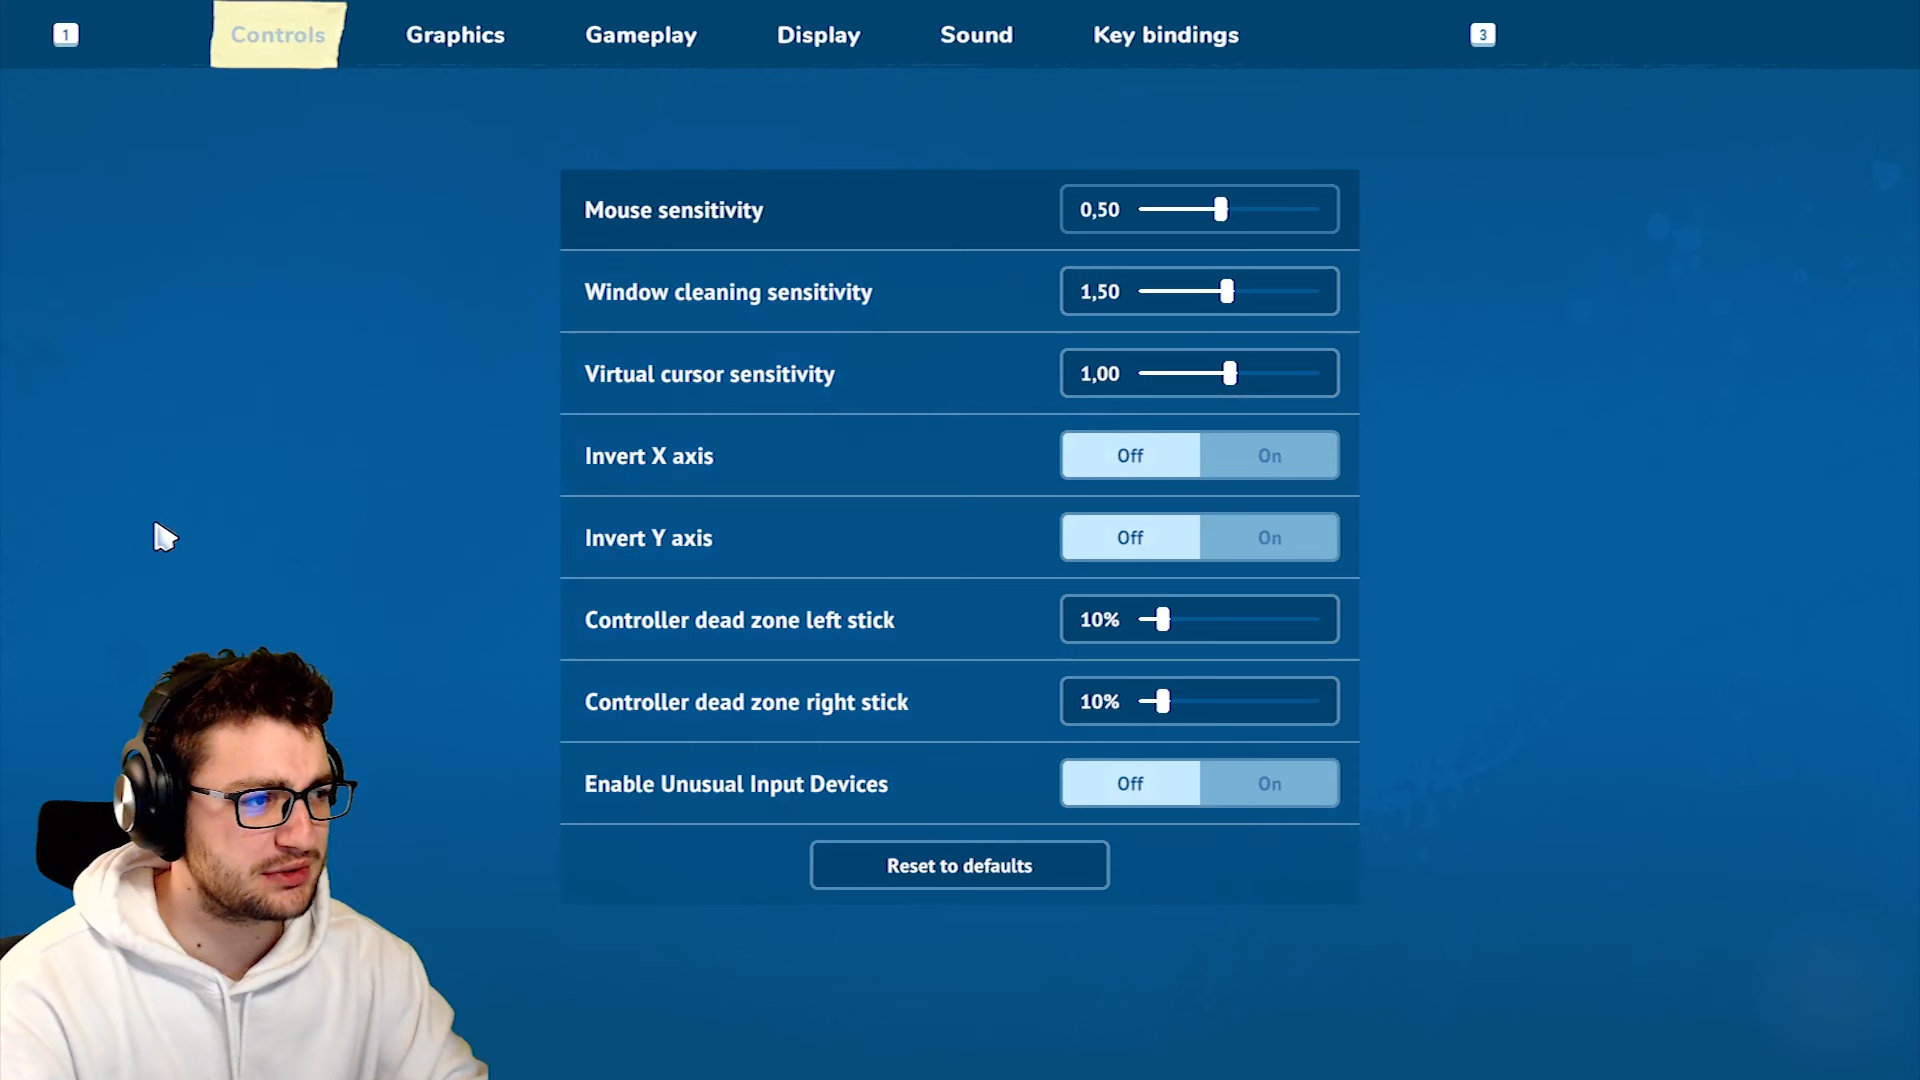 1 Controls Graphics Gameplay Display Sound Key bindings 3
Mouse sensitivity 0,50
Window cleaning sensitivity 1,50
Virtual cursor sensitivity 1,00
Invert X axis Off On
Invert Y axis Off On
Controller dead zone left stick 10%
Controller dead zone right stick 10%
Enable Unusual Input Devices Off On
Reset to defaults